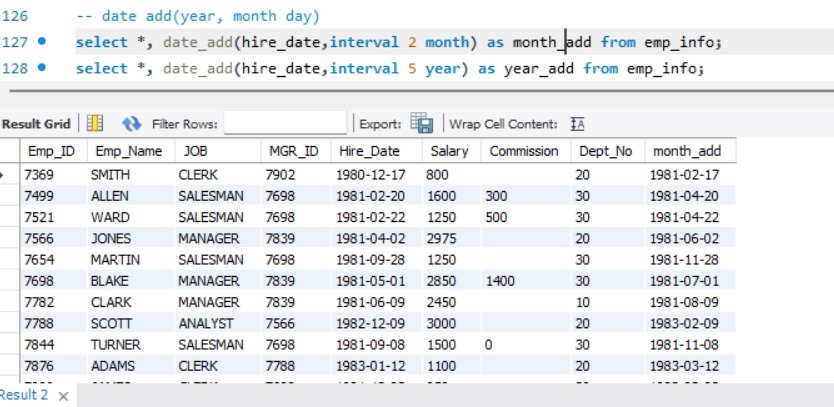 126 -- date add(year, month day)
127 select *, date_add(hire_date,interval 2 month) as month_add from emp_info;
128 select *, date_add(hire_date,interval 5 year) as year_add from emp_info;
Result Grid Filter Rows: Export: Wrap Cell Content: IA
Emp_ID Emp_Name JOB MGR_ID Hire_Date Salary Commission Dept_No month_add
7369 SMITH CLERK 7902 1980-12-17 800 20 1981-02-17
7499 ALLEN SALESMAN 7698 1981-02-20 1600 300 30 1981-04-20
7521 WARD SALESMAN 7698 1981-02-22 1250 500 30 1981-04-22
7566 JONES MANAGER 7839 1981-04-02 2975 20 1981-06-02
7654 MARTIN SALESMAN 7698 1981-09-28 1250 30 1981-11-28
7698 BLAKE MANAGER 7839 1981-05-01 2850 1400 30 1981-07-01
7782 CLARK MANAGER 7839 1981-06-09 2450 10 1981-08-09
7788 SCOTT ANALYST 7566 1982-12-09 3000 20 1983-02-09
7844 TURNER SALESMAN 7698 1981-09-08 1500 0 30 1981-11-08
7876 ADAMS CLERK 7788 1983-01-12 1100 20 1983-03-12
Result 2 ×